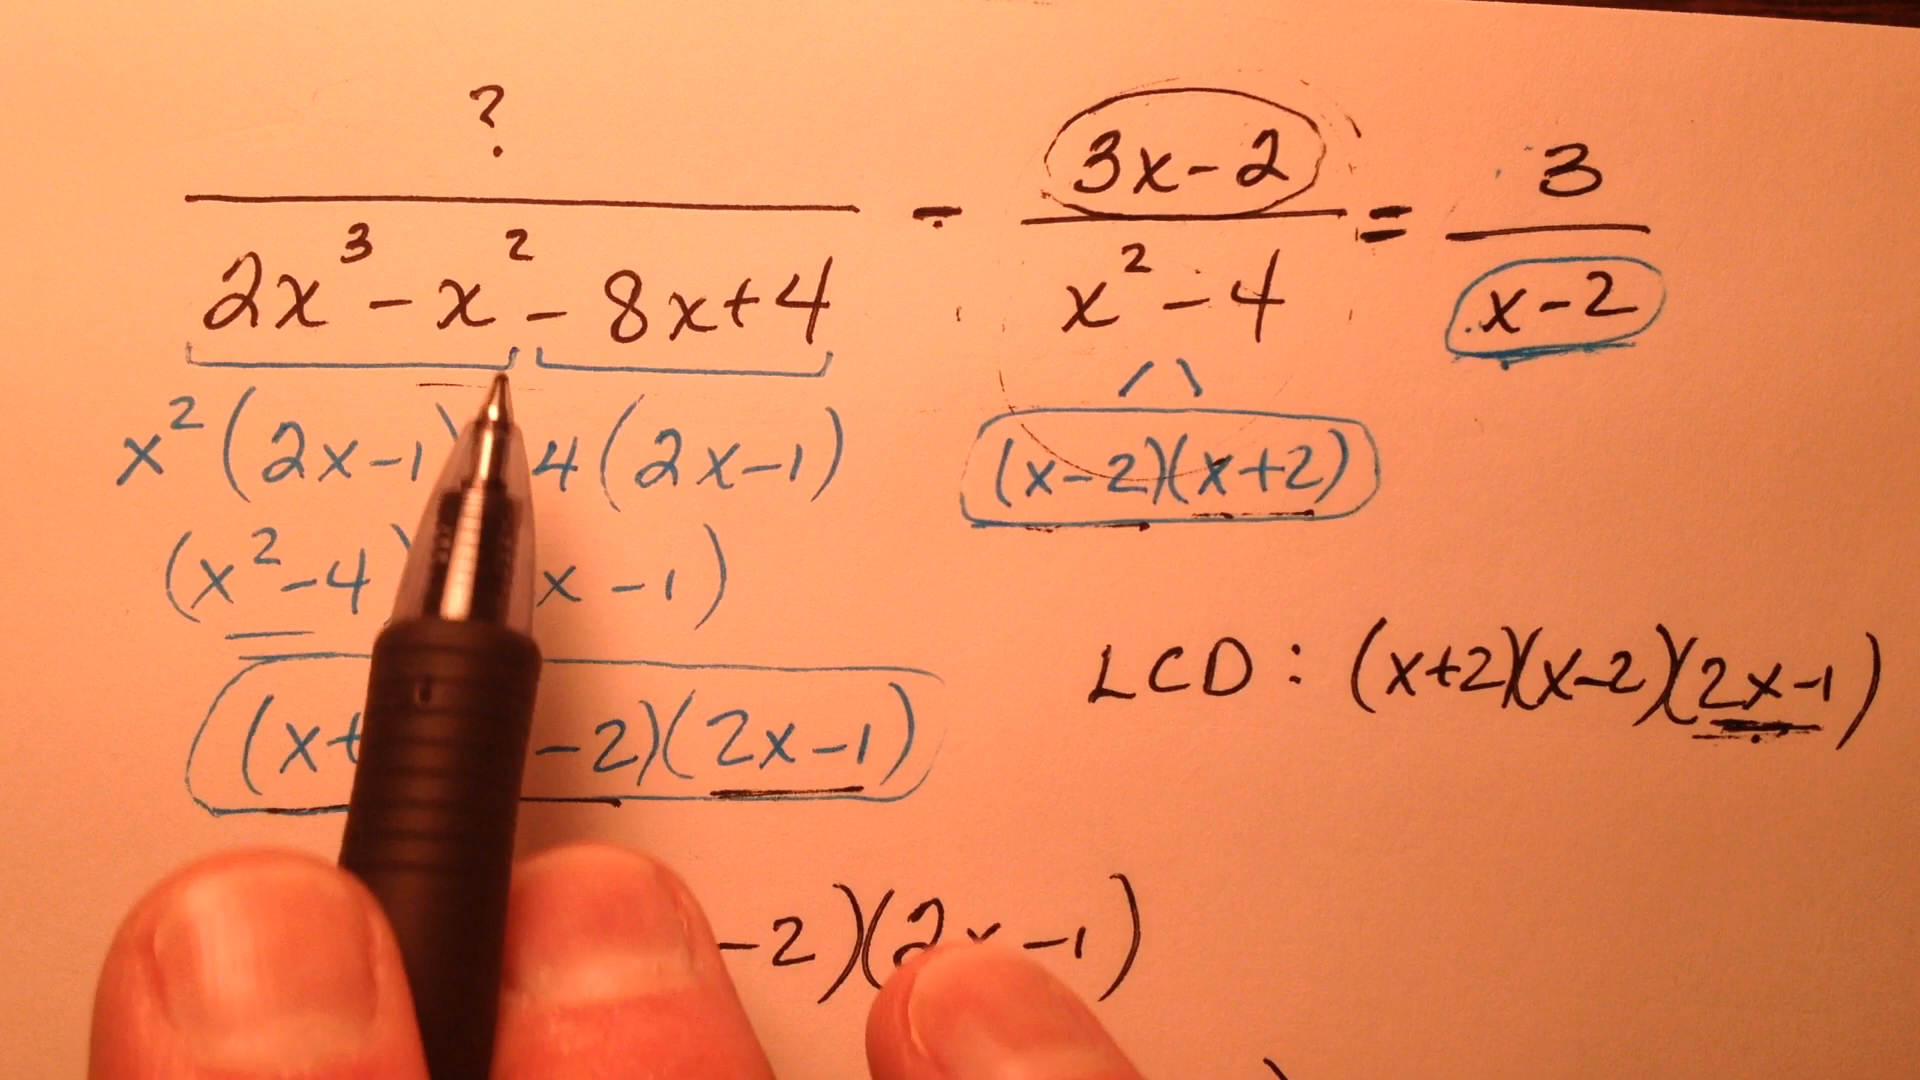 ? 3x-2 3
- =
2x³ - x² - 8x+4 x² - 4 x-2
x²(2x-1 4(2x-1) (x-2)(x+2)
(x²-4) x-1)
LCD: (x+2)(x-2)(2x-1)
(x+ -2)(2x-1)
-2)(2x-1)